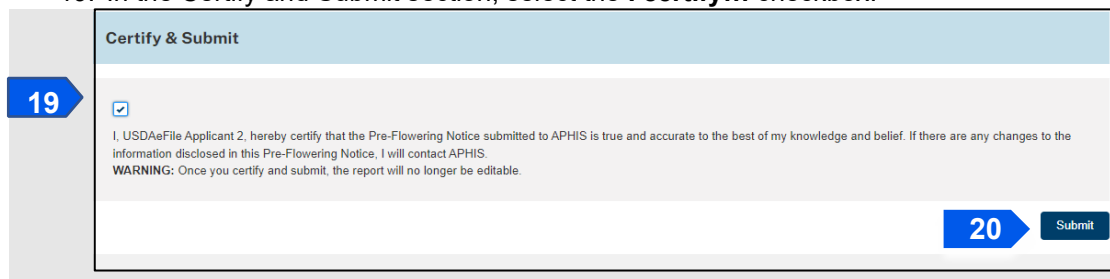 Certify & Submit
19
I, USDAeFile Applicant 2, hereby certify that the Pre-Flowering Notice submitted to APHIS is true and accurate to the best of my knowledge and belief. If there are any changes to the
information disclosed in this Pre-Flowering Notice, I will contact APHIS.
WARNING: Once you certify and submit, the report will no longer be editable.
20
Submit